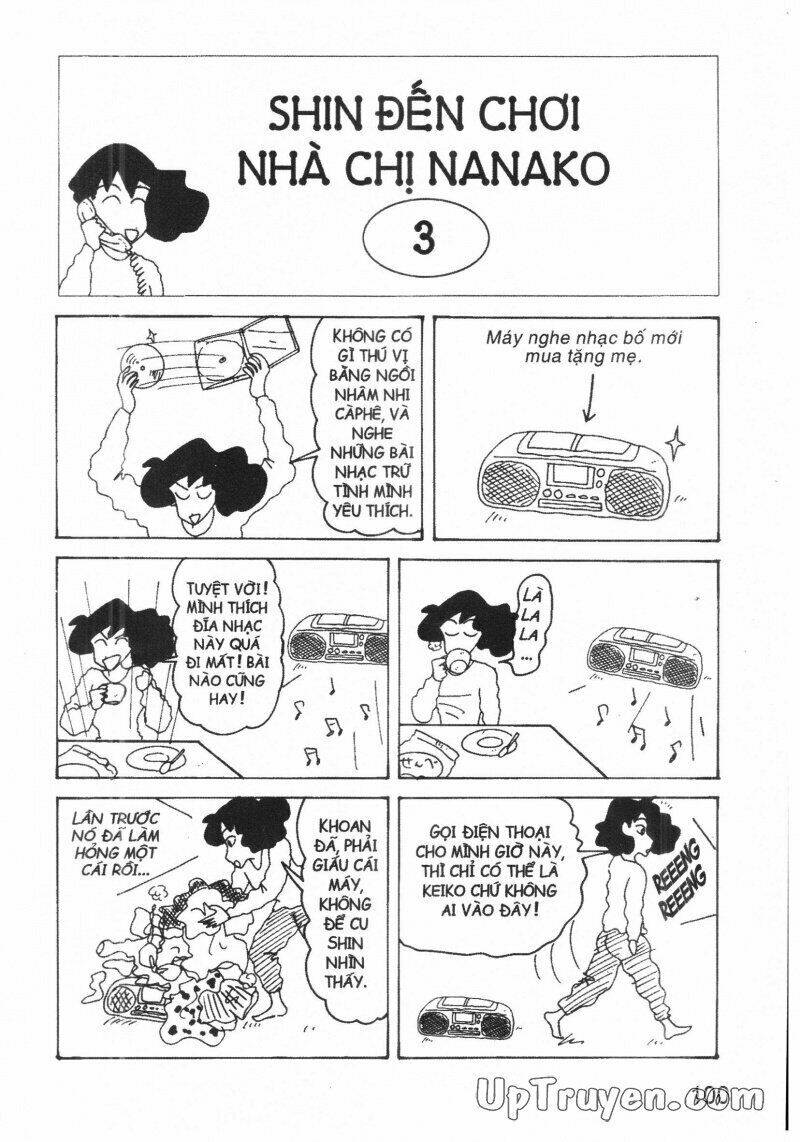 SHIN ĐẾN CHƠI
NHÀ CHỊ NANAKO
3
Máy nghe nhạc bố mới
mua tặng mẹ.
KHÔNG CÓ
GÌ THÚ VỊ
BẰNG NGỒI
NHÂM NHI
CÀPHÊ, VÀ
NGHE
NHỮNG BÀI
NHẠC TRỮ
TÌNH MÌNH
YÊU THÍCH.
LÀ
LA
LA
...
せんべ
TUYỆT VỜI!
MÌNH THÍCH
ĐĨA NHẠC
NÀY QUÁ
ĐI MẤT! BÀI
NÀO CŨNG
HAY!
GỌI ĐIỆN THOẠI
CHO MÌNH GIỜ NÀY,
THÌ CHỈ CÓ THỂ LÀ
KEIKO CHỨ KHÔNG
AI VÀO ĐÂY!
REEENG
REEENG
KHOAN
ĐÃ, PHẢI
GIẤU CÁI
MÁY,
KHÔNG
ĐỂ CU
SHIN
NHÌN
THẤY.
LẦN TRƯỚC
NÓ ĐÃ LÀM
HỎNG MỘT
CÁI RỒI...
UpTruyen.com